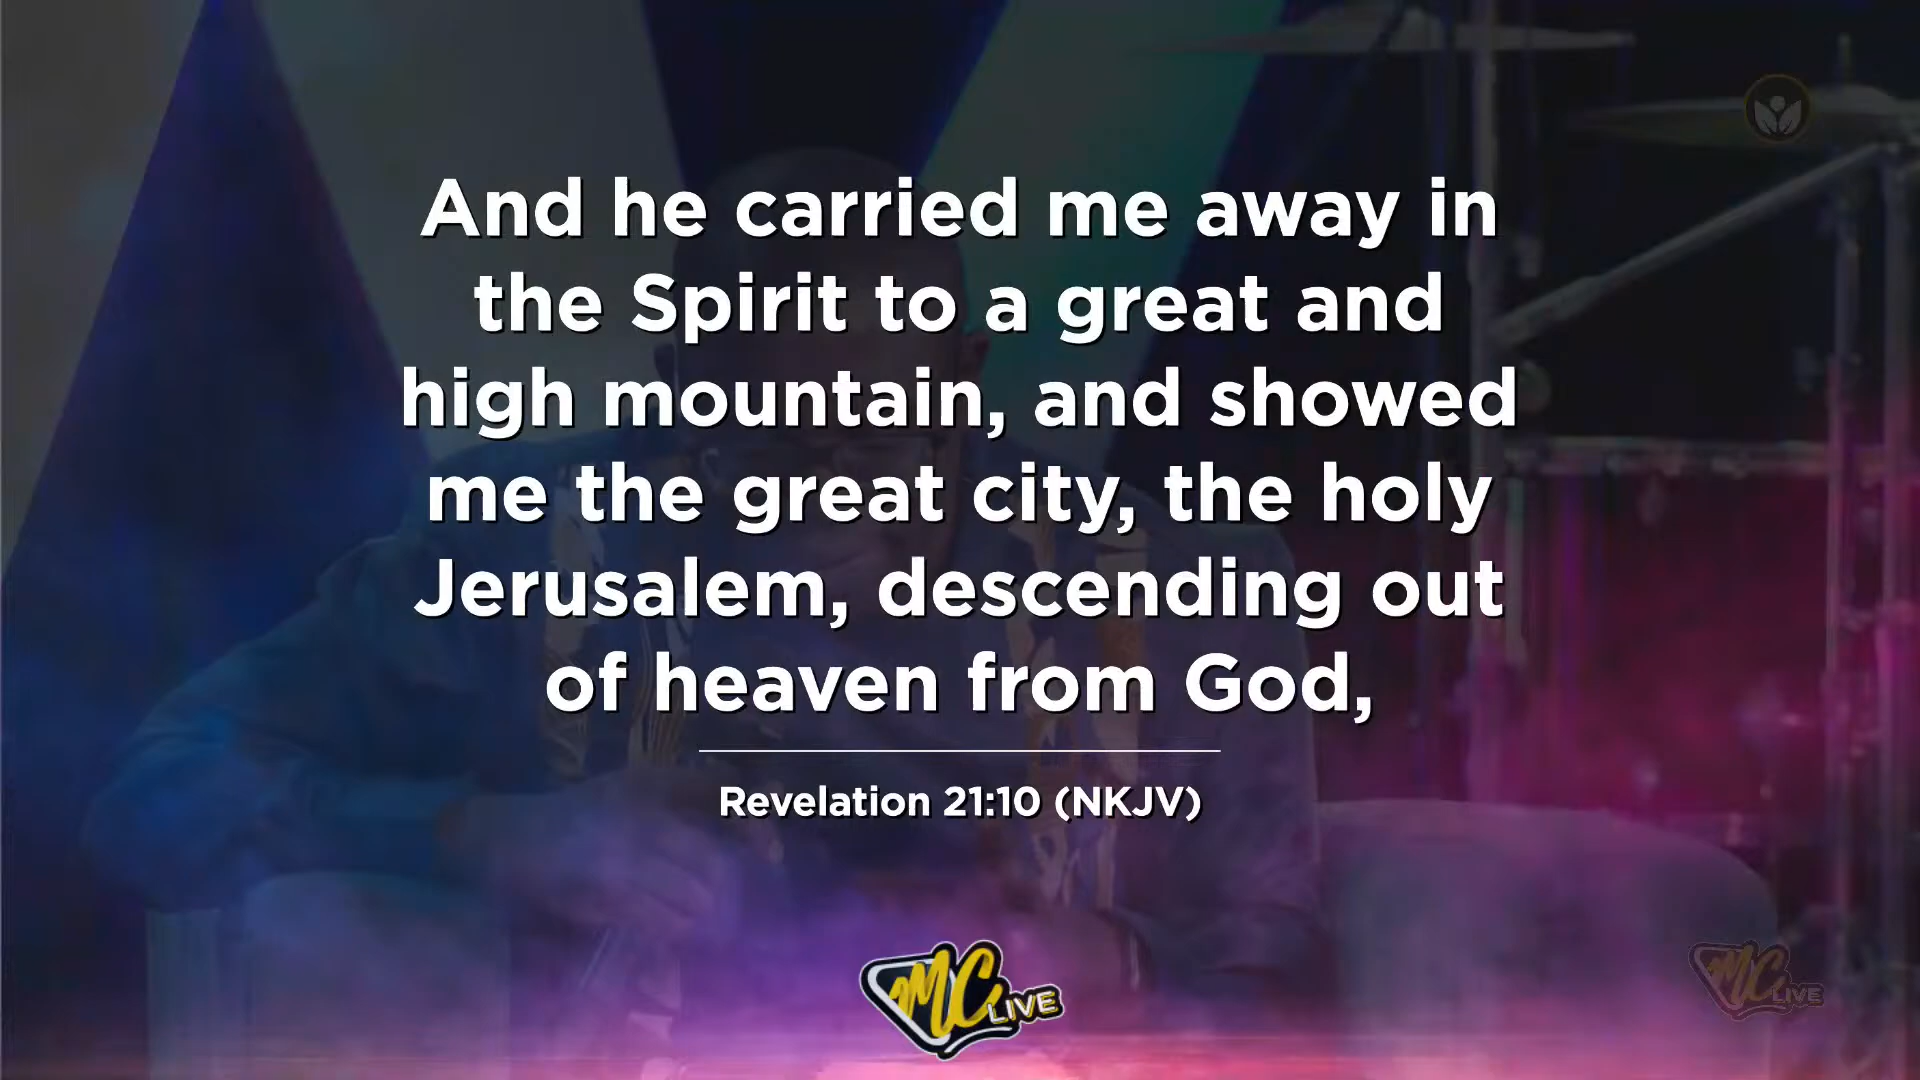 And he carried me away in
the Spirit to a great and
high mountain, and showed
me the great city, the holy
Jerusalem, descending out
of heaven from God,
Revelation 21:10 (NKJV)
MC LIVE
MC LIVE